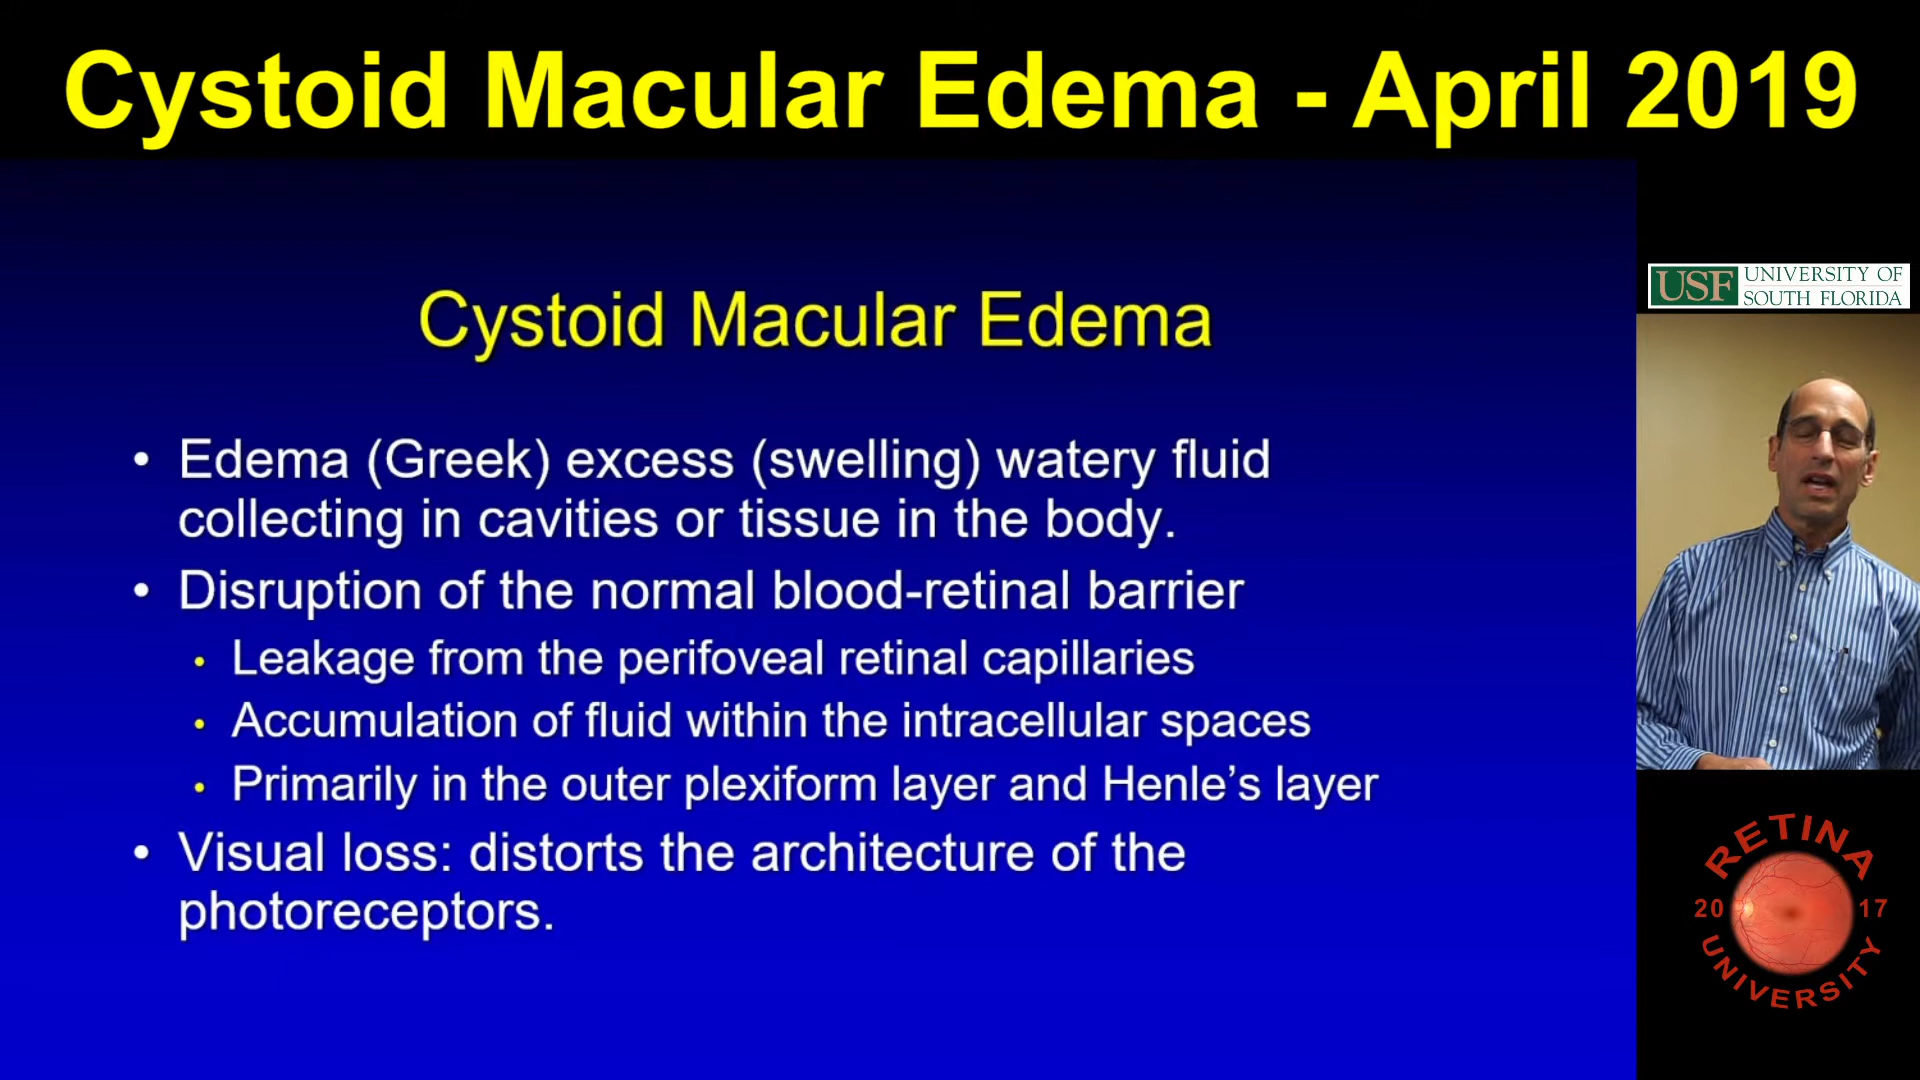 Cystoid Macular Edema - April 2019
Cystoid Macular Edema
• Edema (Greek) excess (swelling) watery fluid
collecting in cavities or tissue in the body.
• Disruption of the normal blood-retinal barrier
• Leakage from the perifoveal retinal capillaries
• Accumulation of fluid within the intracellular spaces
• Primarily in the outer plexiform layer and Henle’s layer
• Visual loss: distorts the architecture of the
photoreceptors.
USF UNIVERSITY OF
SOUTH FLORIDA
RETINA
20 17
UNIVERSITY